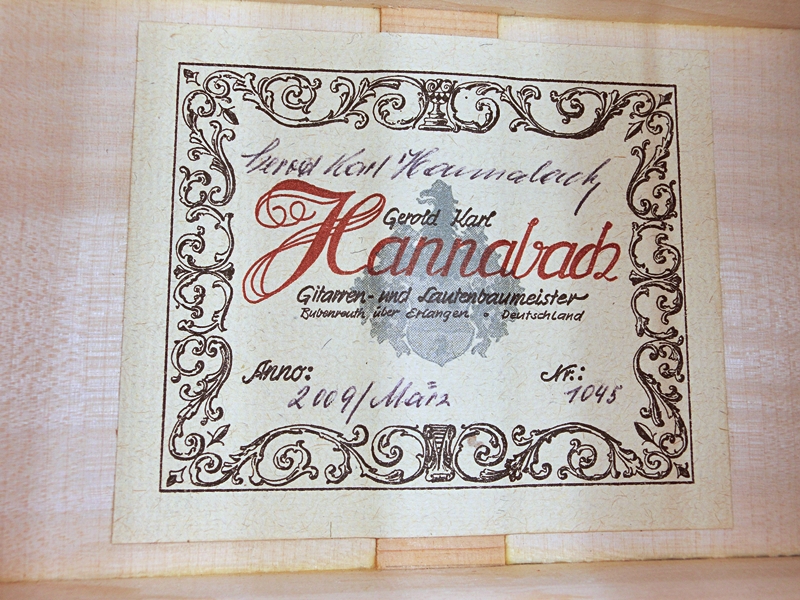 Gerold Karl Hannabach
Gerold Karl
Hannabach
Gitarren- und Lautenbaumeister
Bubenreuth über Erlangen • Deutschland
Anno: Nr.:
2009/März 1045